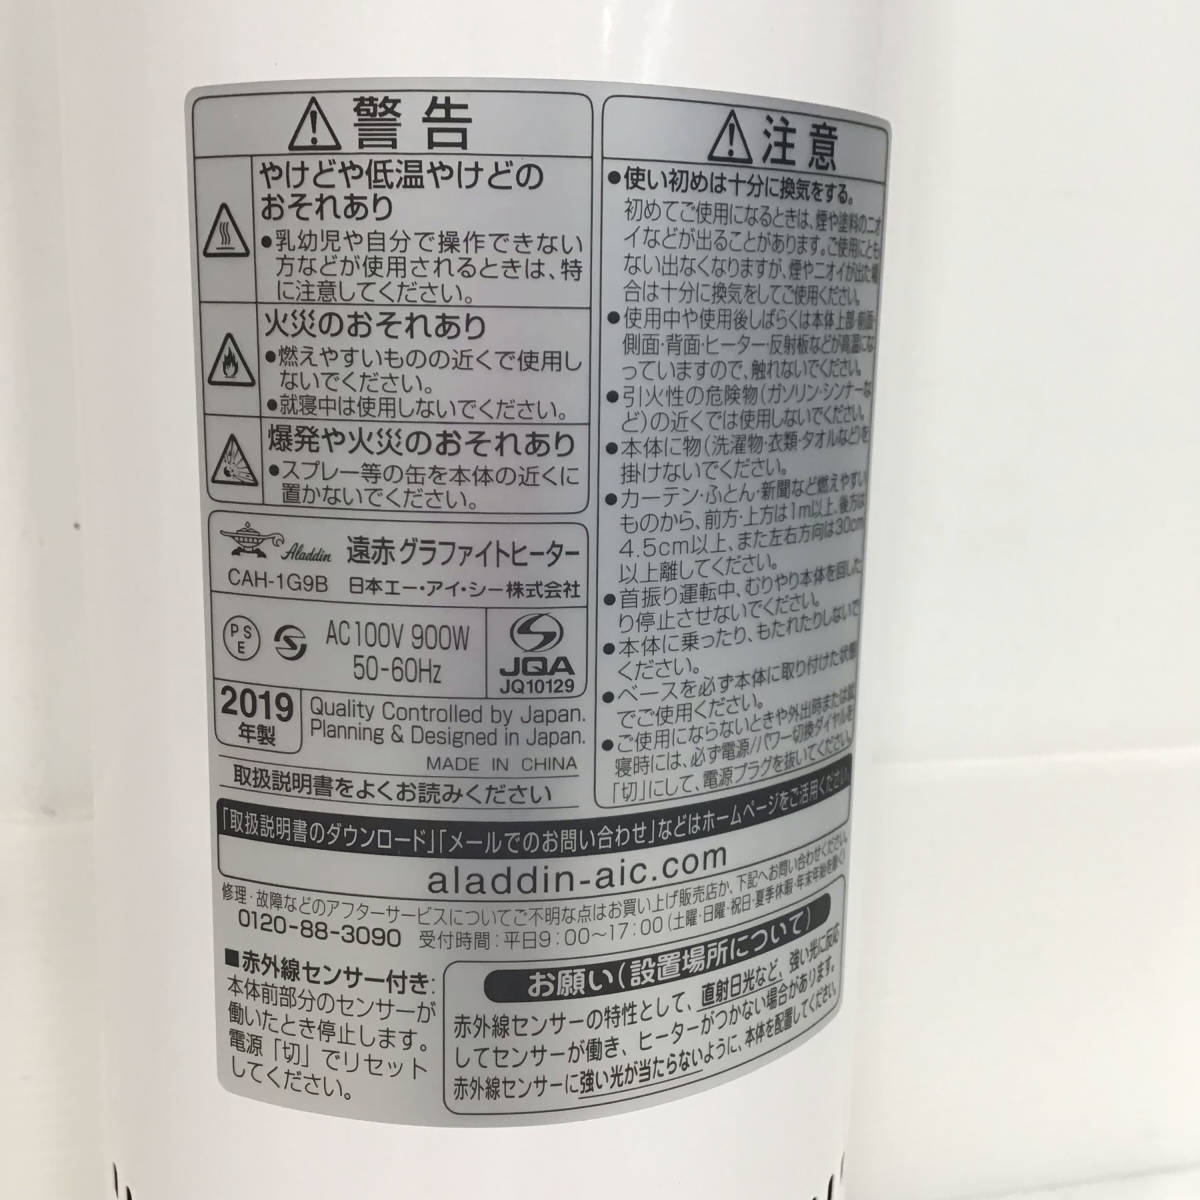 警告
やけどや低温やけどの
おそれあり
●乳幼児や自分で操作できない
方などが使用されるときは、特
に注意してください。
火災のおそれあり
●燃えやすいものの近くで使用し
ないでください。
●就寝中は使用しないでください。
爆発や火災のおそれあり
●スプレー等の缶を本体の近くに
置かないでください。
Aladdin 遠赤グラファイトヒーター
CAH-1G9B 日本エー・アイ・シー株式会社
PSE
AC100V 900W
50-60Hz
JQA
JQ10129
2019
年製
Quality Controlled by Japan.
Planning & Designed in Japan.
MADE IN CHINA
取扱説明書をよくお読みください
注意
●使い初めは十分に換気をする。
初めてご使用になるときは、煙や塗料のニオ
イなどが出ることがあります。ご使用にとも
ない出なくなりますが、煙やニオイが出た場
合は十分に換気をしてご使用ください。
●使用中や使用後しばらくは本体上部・前面・
側面・背面・ヒーター・反射板などが高温にな
っていますので、触れないでください。
●引火性の危険物(ガソリン・シンナーな
ど)の近くでは使用しないでください。
●本体に物(洗濯物・衣類・タオルなど)を
掛けないでください。
●カーテン・ふとん・新聞など燃えやすい
ものから、前方・上方は1m以上、後方は
4.5cm以上、また左右方向は30cm
以上離してください。
●首振り運転中、むりやり本体を回した
り停止させないでください。
●本体に乗ったり、もたれたりしないで
ください。
●ベースを必ず本体に取り付けた状態
でご使用ください。
●ご使用にならないときや外出時または就
寝時には、必ず電源/パワー切換ダイヤルを
「切」にして、電源プラグを抜いてください。
「取扱説明書のダウンロード」「メールでのお問い合わせ」などはホームページをご活用ください
aladdin-aic.com
修理・故障などのアフターサービスについてご不明な点はお買い上げ販売店か、下記へお問い合わせください。
0120-88-3090 受付時間:平日9:00〜17:00(土曜・日曜・祝日・夏季休暇・年末年始を除く)
■赤外線センサー付き:
本体前部分のセンサーが
働いたとき停止します。
電源「切」でリセット
してください。
お願い(設置場所について)
赤外線センサーの特性として、直射日光など、強い光に反応
してセンサーが働き、ヒーターがつかない場合があります。
赤外線センサーに強い光が当たらないように、本体を配置してください。